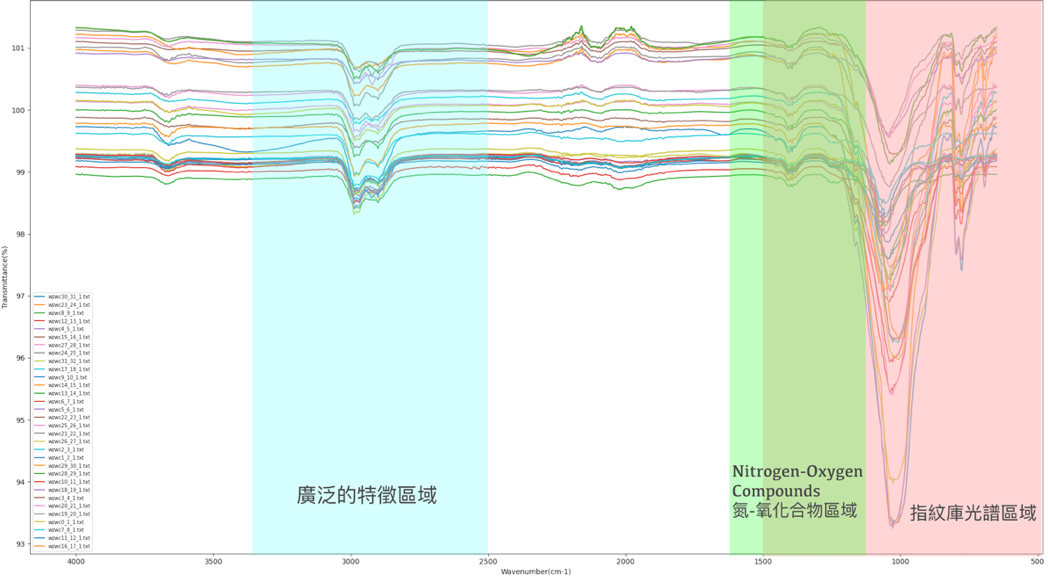 101
100
99
98
97
96
95
94
93
Transmittance(%)
wzwc30_31_1.txt
wzwc23_24_1.txt
wzwc8_9_1.txt
wzwc12_13_1.txt
wzwc4_5_1.txt
wzwc15_16_1.txt
wzwc27_28_1.txt
wzwc24_25_1.txt
wzwc31_32_1.txt
wzwc17_18_1.txt
wzwc9_10_1.txt
wzwc14_15_1.txt
wzwc13_14_1.txt
wzwc6_7_1.txt
wzwc5_6_1.txt
wzwc22_23_1.txt
wzwc25_26_1.txt
wzwc21_22_1.txt
wzwc26_27_1.txt
wzwc2_3_1.txt
wzwc1_2_1.txt
wzwc29_30_1.txt
wzwc28_29_1.txt
wzwc10_11_1.txt
wzwc18_19_1.txt
wzwc3_4_1.txt
wzwc20_21_1.txt
wzwc19_20_1.txt
wzwc0_1_1.txt
wzwc7_8_1.txt
wzwc11_12_1.txt
wzwc16_17_1.txt
廣泛的特徵區域
Nitrogen-Oxygen
Compounds
氮-氧化合物區域
指紋庫光譜區域
4000
3500
3000
2500
2000
1500
1000
500
Wavenumber(cm-1)